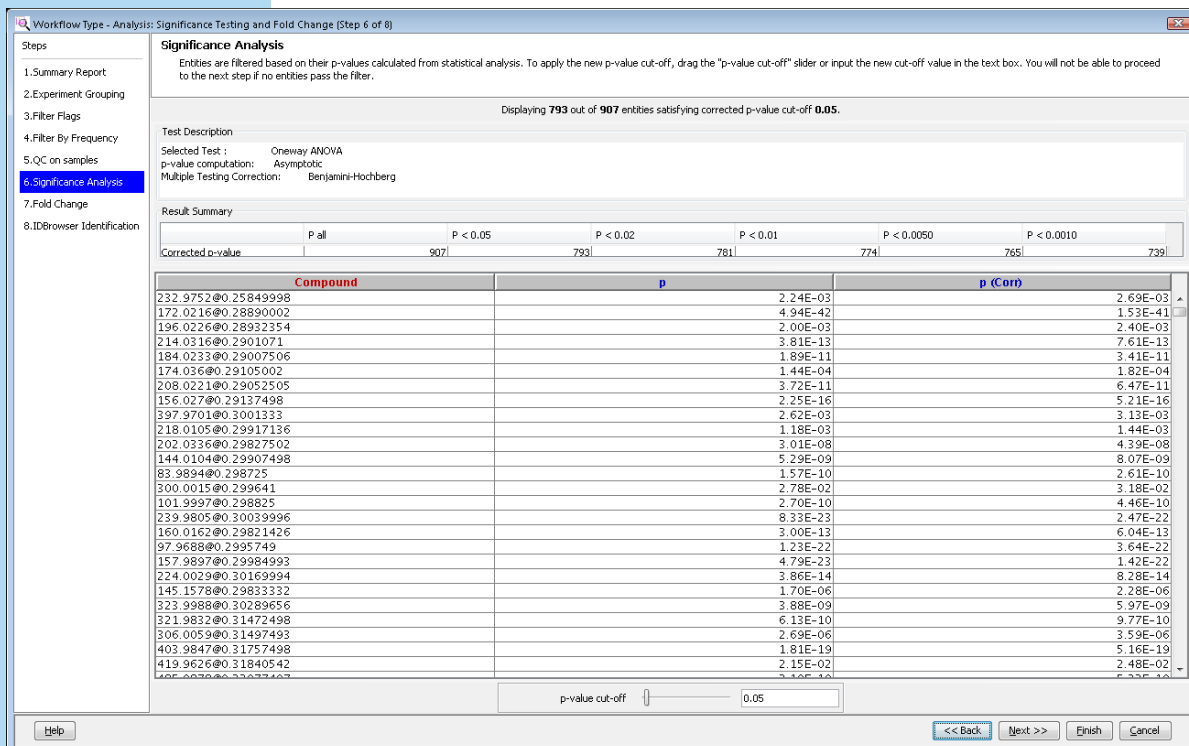 Workflow Type - Analysis: Significance Testing and Fold Change (Step 6 of 8)
Steps
1.Summary Report
2.Experiment Grouping
3.Filter Flags
4.Filter By Frequency
5.QC on samples
6.Significance Analysis
7.Fold Change
8.IDBrowser Identification
Significance Analysis
Entities are filtered based on their p-values calculated from statistical analysis. To apply the new p-value cut-off, drag the "p-value cut-off" slider or input the new cut-off value in the text box. You will not be able to proceed
to the next step if no entities pass the filter.
Displaying 793 out of 907 entities satisfying corrected p-value cut-off 0.05.
Test Description
Selected Test : Oneway ANOVA
p-value computation: Asymptotic
Multiple Testing Correction: Benjamini-Hochberg
Result Summary
P all P < 0.05 P < 0.02 P < 0.01 P < 0.0050 P < 0.0010
Corrected p-value 907 793 781 774 765 739
Compound p p (Corr)
232.9752@0.25849998 2.24E-03 2.69E-03
172.0216@0.28890002 4.94E-42 1.53E-41
196.0226@0.28932354 2.00E-03 2.40E-03
214.0316@0.2901071 3.81E-13 7.61E-13
184.0233@0.29007506 1.89E-11 3.41E-11
174.036@0.29105002 1.44E-04 1.82E-04
208.0221@0.29052505 3.72E-11 6.47E-11
156.027@0.29137498 2.25E-16 5.21E-16
397.9701@0.3001333 2.62E-03 3.13E-03
218.0105@0.29917136 1.18E-03 1.44E-03
202.0336@0.29827502 3.01E-08 4.39E-08
144.0104@0.29907498 5.29E-09 8.07E-09
83.9894@0.298725 1.57E-10 2.61E-10
300.0015@0.299641 2.78E-02 3.18E-02
101.9997@0.298825 2.70E-10 4.46E-10
239.9805@0.30039996 8.33E-23 2.47E-22
160.0162@0.29821426 3.00E-13 6.04E-13
97.9688@0.2995749 1.23E-22 3.64E-22
157.9897@0.29984993 4.79E-23 1.42E-22
224.0029@0.30169994 3.86E-14 8.28E-14
145.1578@0.29833332 1.70E-06 2.28E-06
323.9988@0.30289656 3.88E-09 5.97E-09
321.9832@0.31472498 6.13E-10 9.77E-10
306.0059@0.31497493 2.69E-06 3.59E-06
403.9847@0.31757498 1.81E-19 5.16E-19
419.9626@0.31840542 2.15E-02 2.48E-02
p-value cut-off 0.05
Help << Back Next >> Finish Cancel